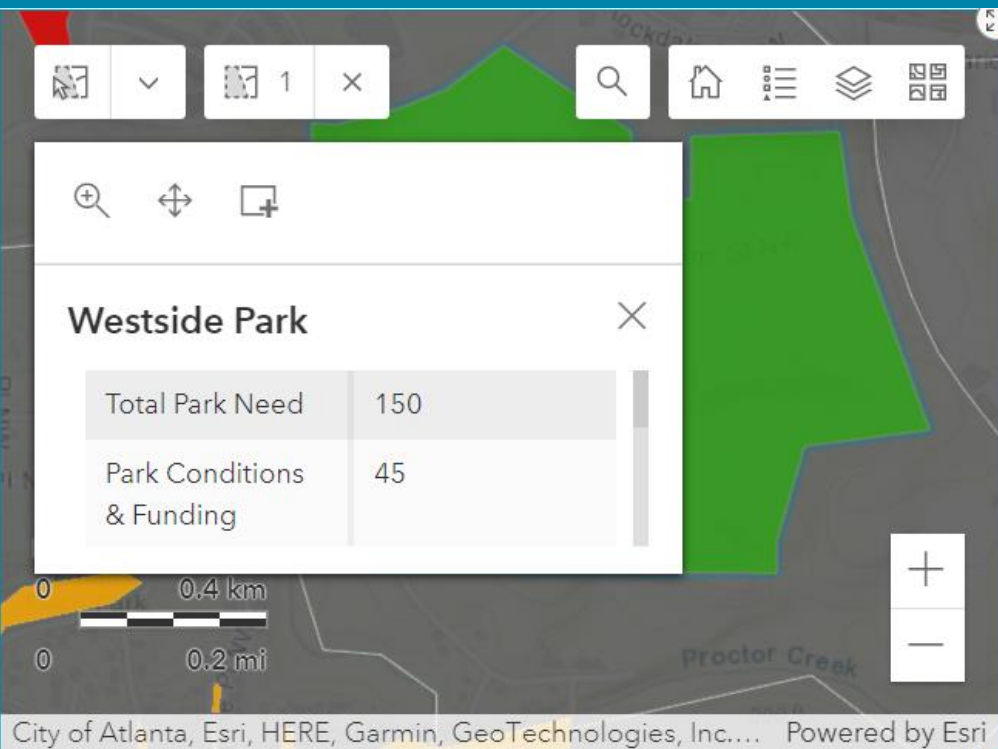 1
Westside Park
Total Park Need 150
Park Conditions 45
& Funding
0 0.4 km
0 0.2 mi
Proctor Creek
City of Atlanta, Esri, HERE, Garmin, GeoTechnologies, Inc.... Powered by Esri